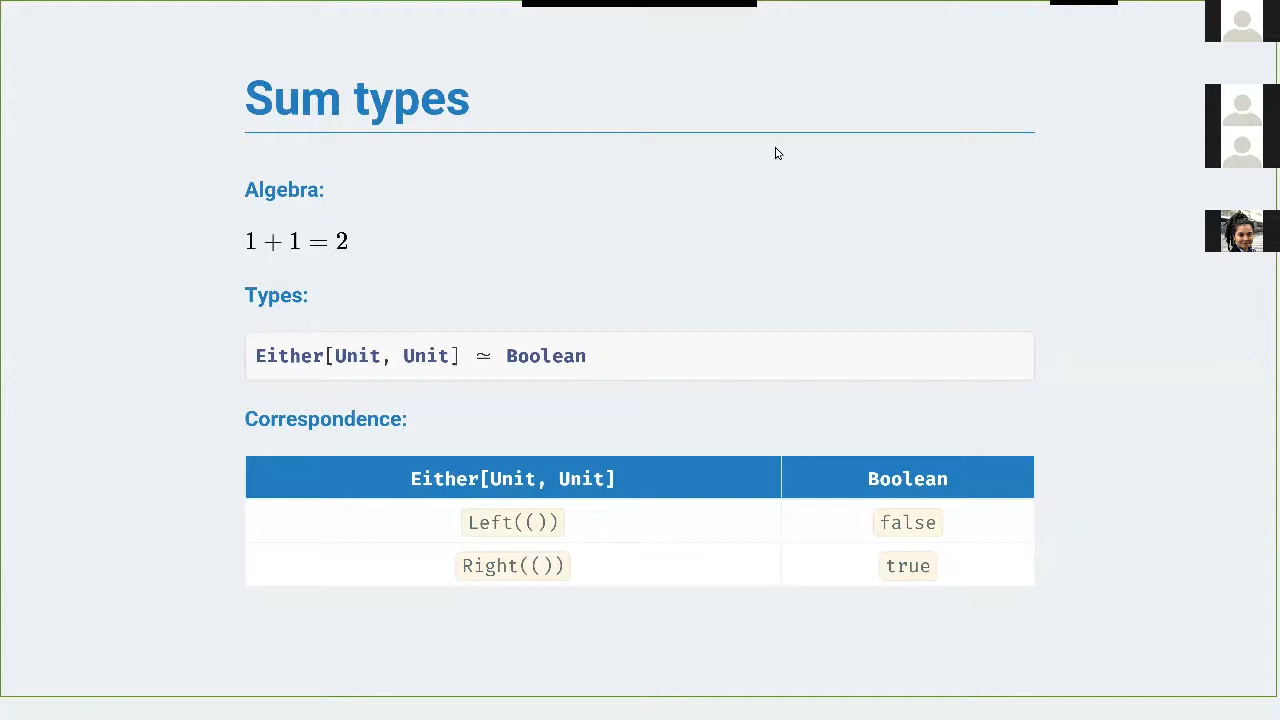 Sum types
Algebra:
1 + 1 = 2
Types:
Either[Unit, Unit] ≃ Boolean
Correspondence:
Either[Unit, Unit] Boolean
Left(()) false
Right(()) true